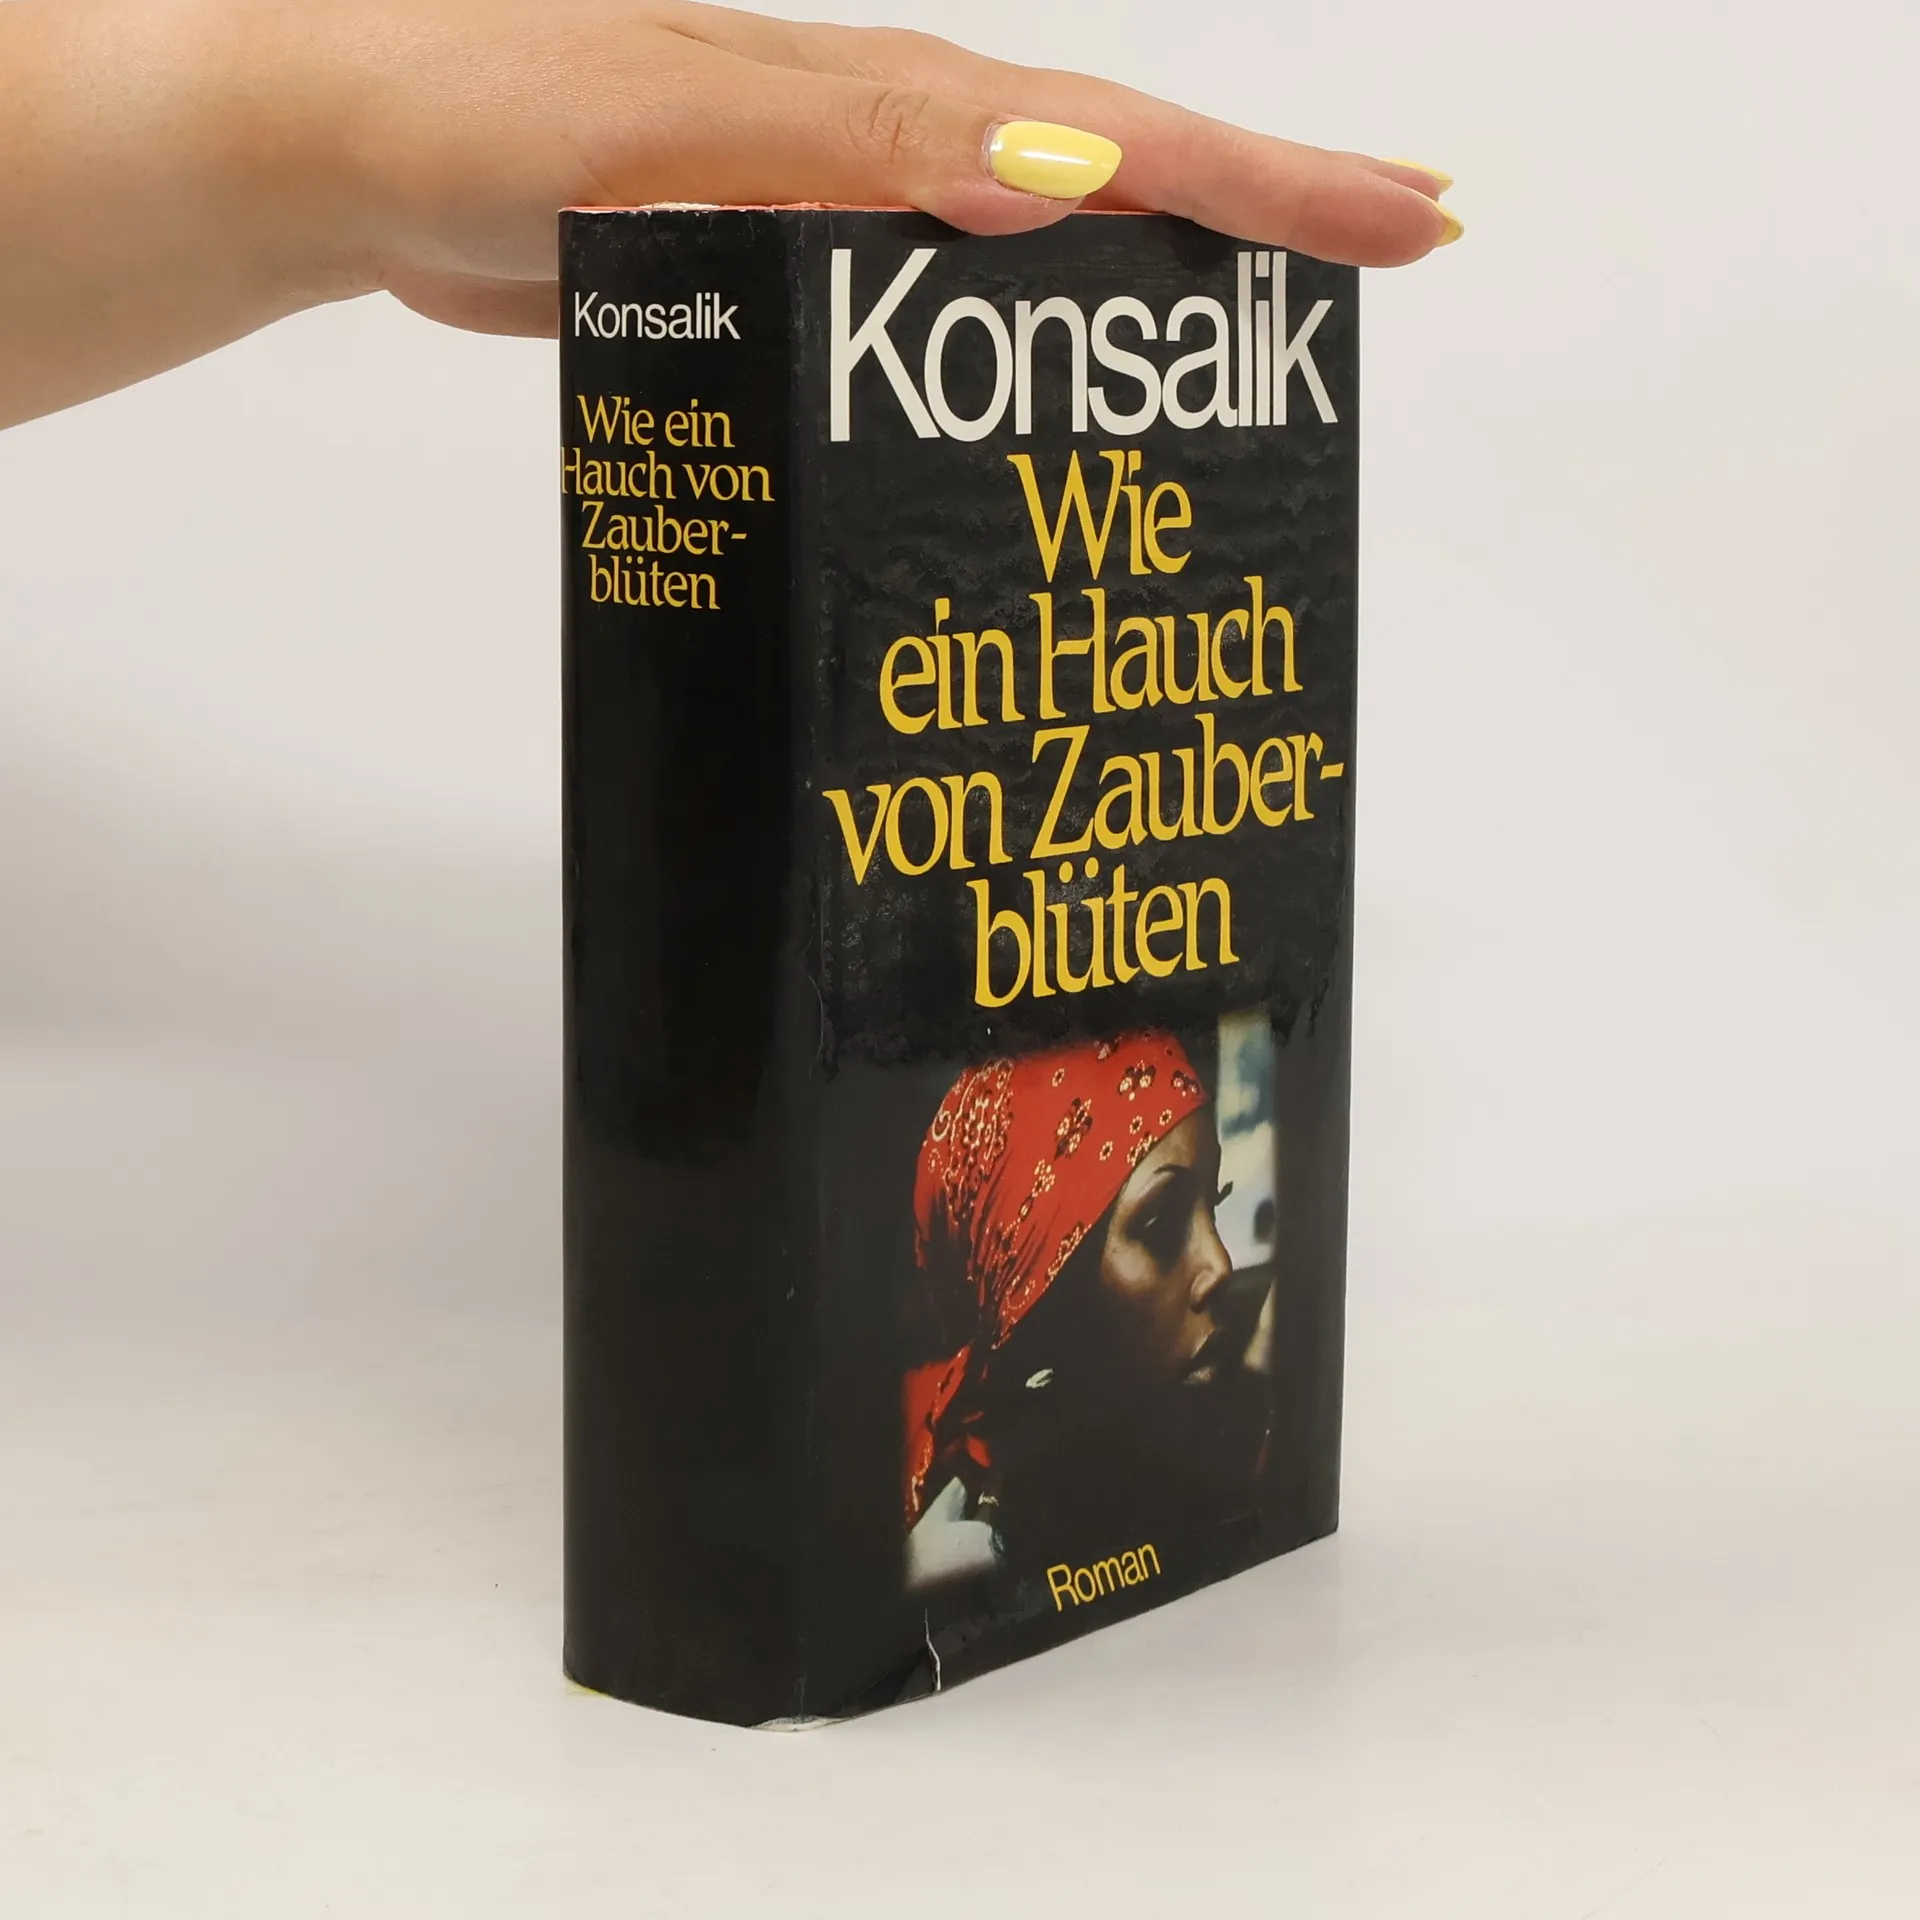 Konsalik
Wie ein
Hauch von
Zauber-
blüten
Konsalik
Wie
ein Hauch
von Zauber-
blüten
Roman